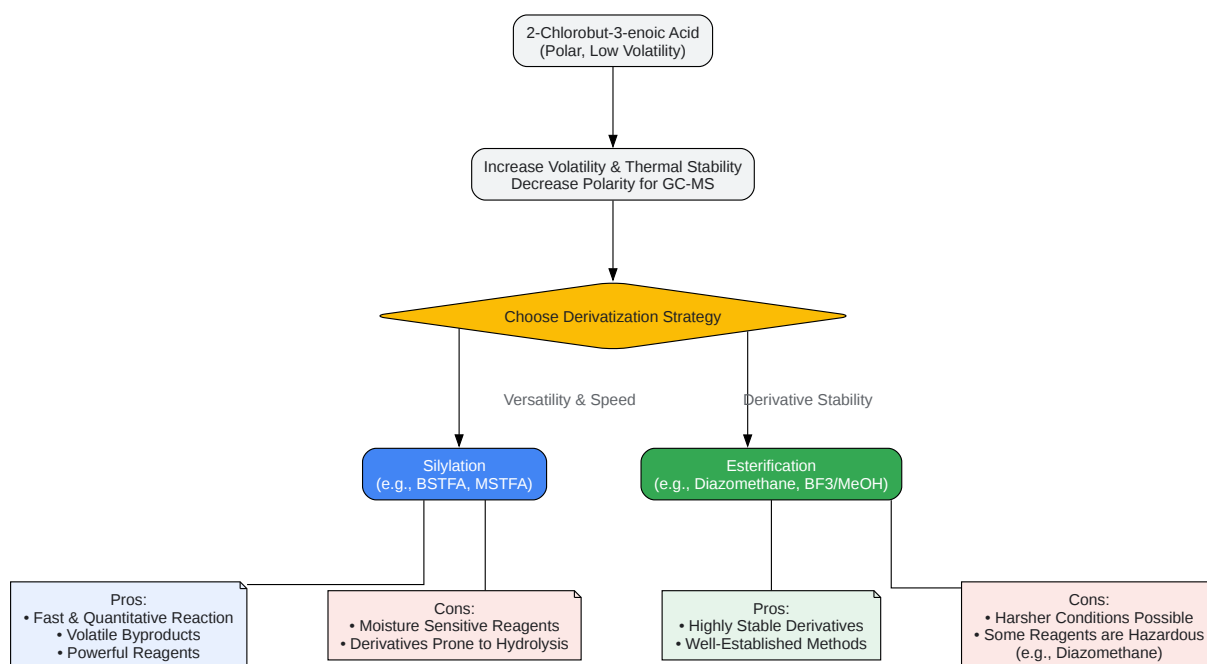 2-Chlorobut-3-enoic Acid
(Polar, Low Volatility)
Increase Volatility & Thermal Stability
Decrease Polarity for GC-MS
Choose Derivatization Strategy
Versatility & Speed
Derivative Stability
Silylation
(e.g., BSTFA, MSTFA)
Esterification
(e.g., Diazomethane, BF3/MeOH)
Pros:
• Fast & Quantitative Reaction
• Volatile Byproducts
• Powerful Reagents
Cons:
• Moisture Sensitive Reagents
• Derivatives Prone to Hydrolysis
Pros:
• Highly Stable Derivatives
• Well-Established Methods
Cons:
• Harsher Conditions Possible
• Some Reagents are Hazardous
(e.g., Diazomethane)